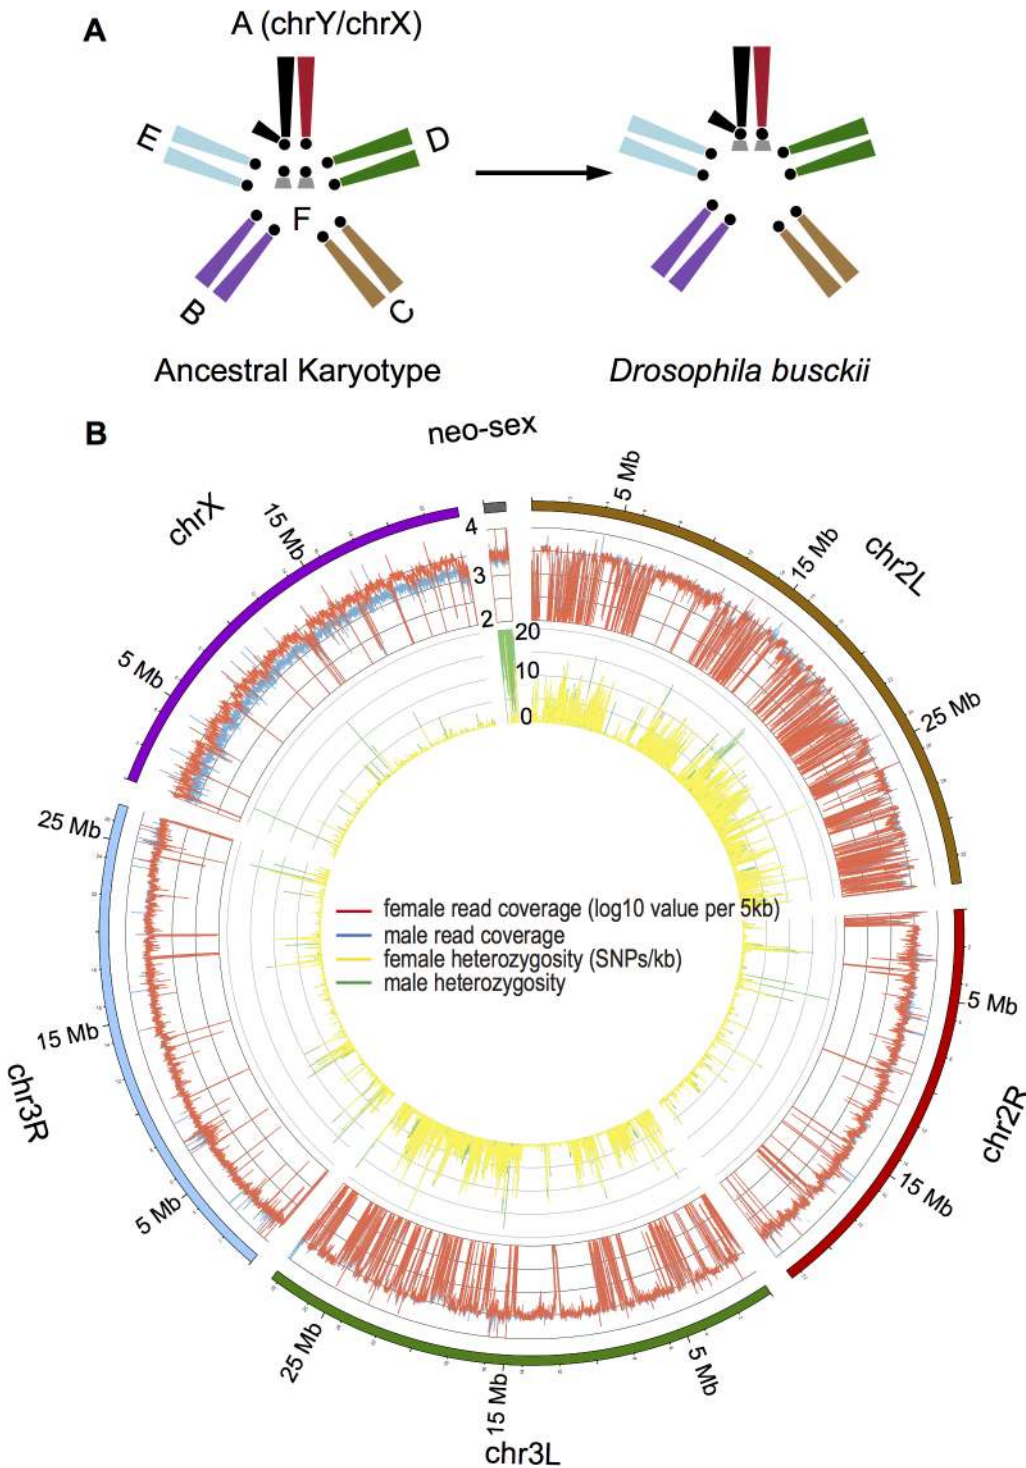 A
A (chrY/chrX)
E
D
F
B
C
Ancestral Karyotype
Drosophila busckii
B
neo-sex
chrX
15 Mb
5 Mb
4
3
2
20
10
0
5 Mb
15 Mb
chr2L
25 Mb
5 Mb
chr2R
15 Mb
5 Mb
15 Mb
25 Mb
chr3L
5 Mb
chr3R
15 Mb
25 Mb
female read coverage (log10 value per 5kb)
male read coverage
female heterozygosity (SNPs/kb)
male heterozygosity